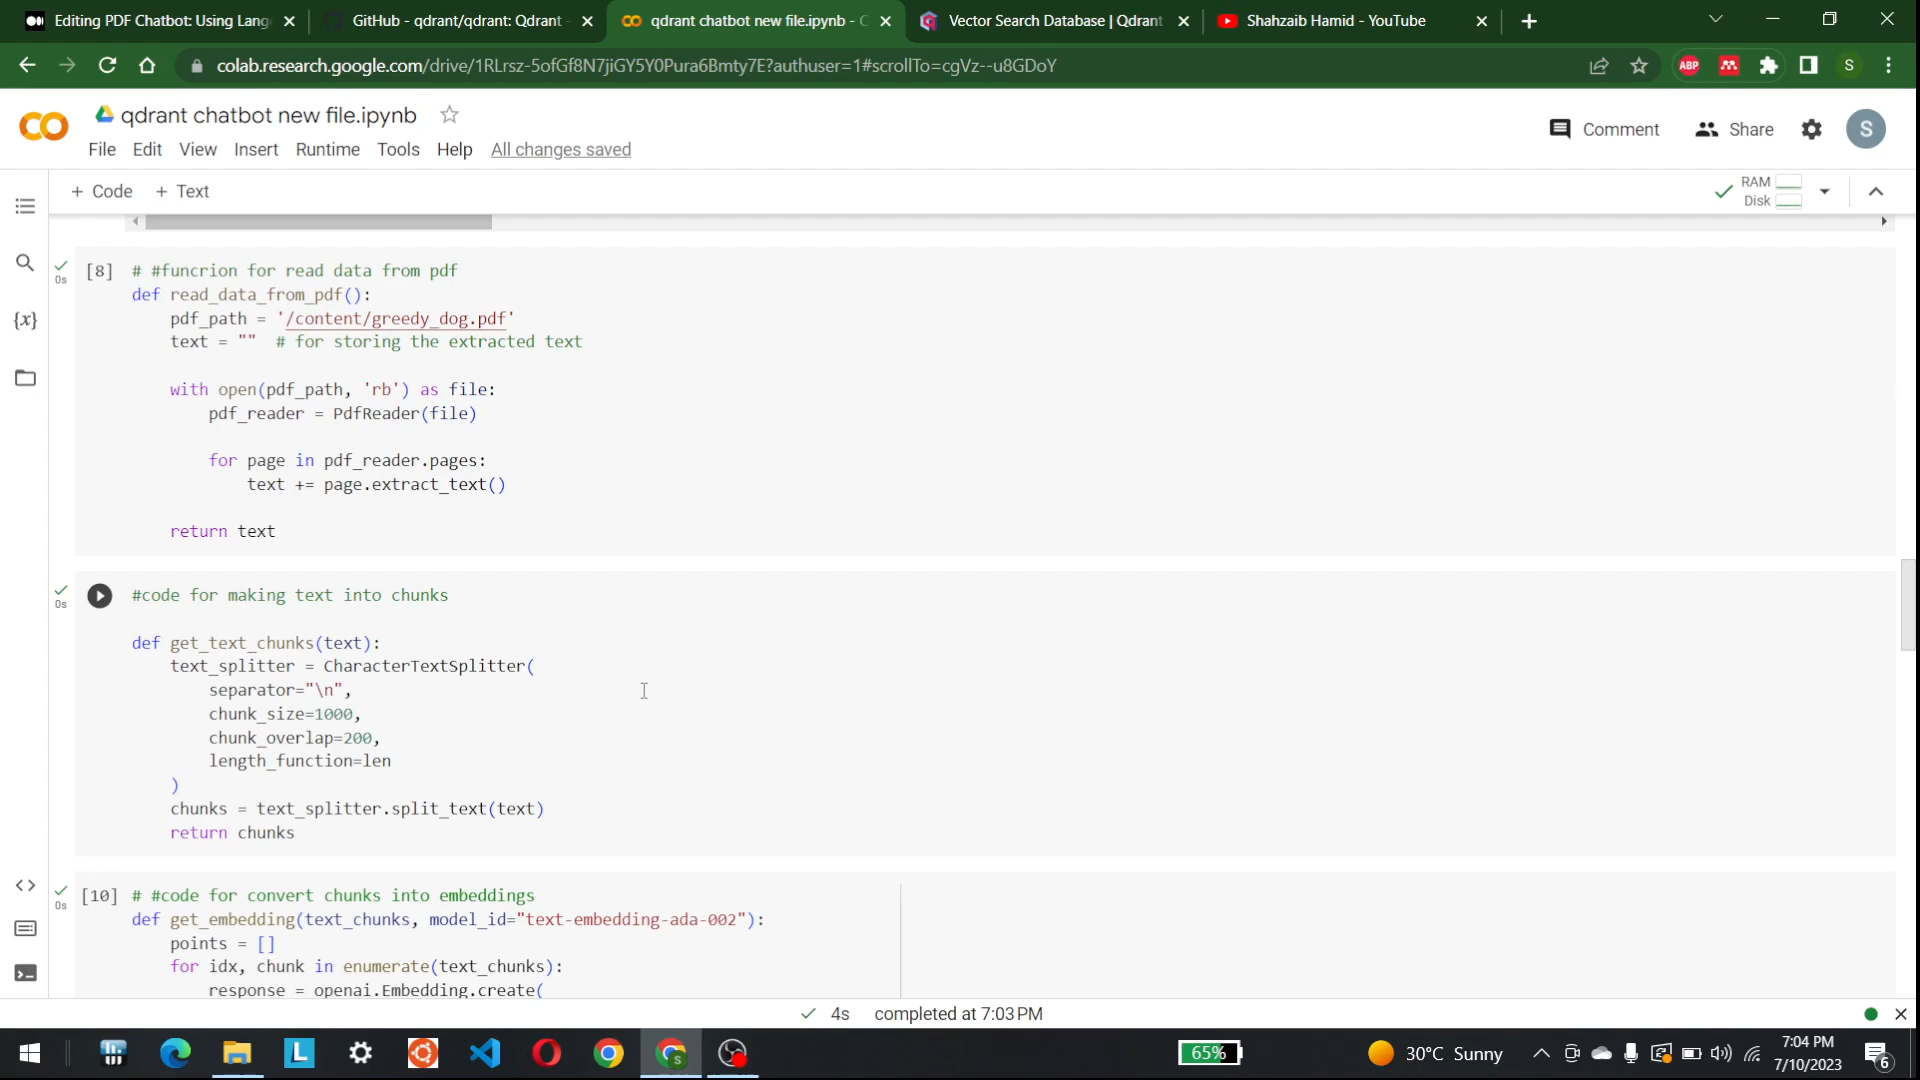 Editing PDF Chatbot: Using Lang
GitHub - qdrant/qdrant: Qdrant
qdrant chatbot new file.ipynb - C
Vector Search Database | Qdrant
Shahzaib Hamid - YouTube
colab.research.google.com/drive/1RLrsz-5ofGf8N7jiGY5Y0Pura6Bmty7E?authuser=1#scrollTo=cgVz--u8GDoY
ABP
S
CO
qdrant chatbot new file.ipynb
Comment
Share
S
File Edit View Insert Runtime Tools Help All changes saved
+ Code + Text
RAM
Disk
[8] # #funcrion for read data from pdf
0s
def read_data_from_pdf():
pdf_path = '/content/greedy_dog.pdf'
{x}
text = "" # for storing the extracted text
with open(pdf_path, 'rb') as file:
pdf_reader = PdfReader(file)
for page in pdf_reader.pages:
text += page.extract_text()
return text
#code for making text into chunks
0s
def get_text_chunks(text):
text_splitter = CharacterTextSplitter(
separator="\n",
chunk_size=1000,
chunk_overlap=200,
length_function=len
)
chunks = text_splitter.split_text(text)
return chunks
[10] # #code for convert chunks into embeddings
0s
def get_embedding(text_chunks, model_id="text-embedding-ada-002"):
points = []
for idx, chunk in enumerate(text_chunks):
response = openai.Embedding.create(
4s completed at 7:03 PM
L
S
65%
30°C Sunny
7:04 PM
7/10/2023
6